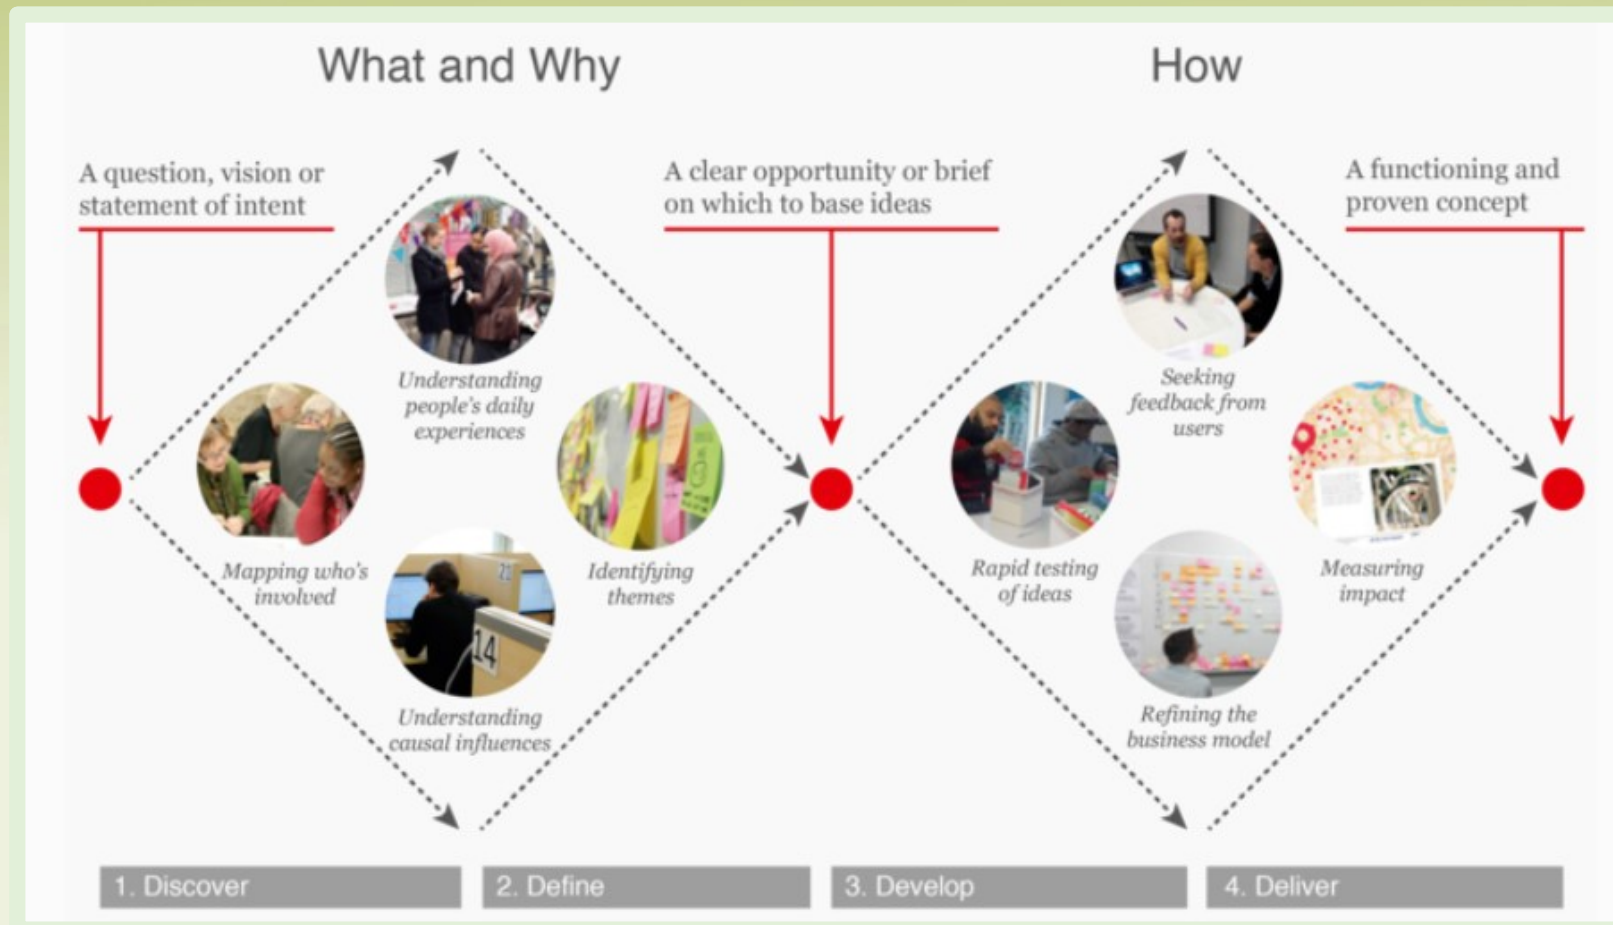 What and Why
How
A question, vision or
statement of intent
A clear opportunity or brief
on which to base ideas
A functioning and
proven concept
Understanding
people's daily
experiences
Mapping who's
involved
Identifying
themes
21
14
Understanding
causal influences
Seeking
feedback from
users
Rapid testing
of ideas
Measuring
impact
Refining the
business model
1. Discover
2. Define
3. Develop
4. Deliver